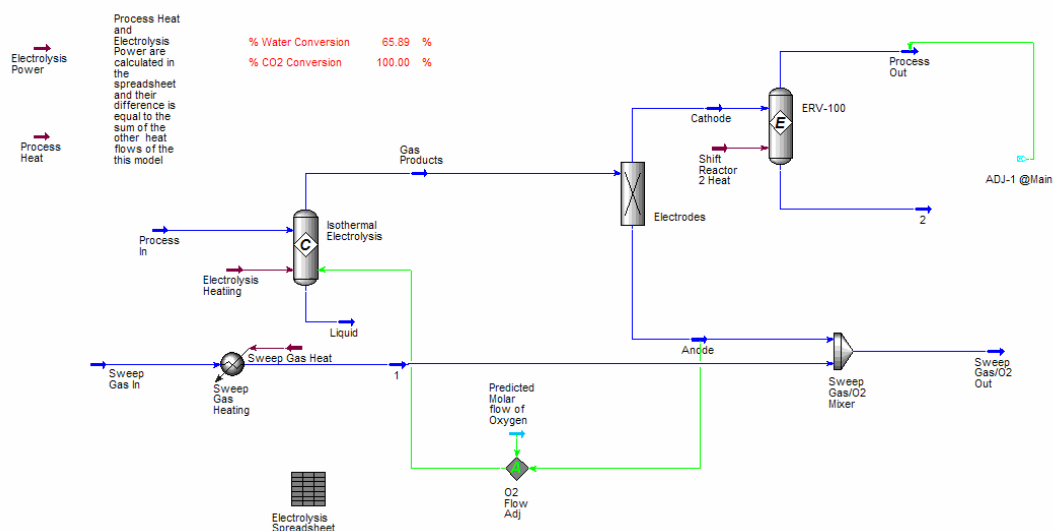 Process Heat
and
Electrolysis
Power are
calculated in
the
spreadsheet
and their
difference is
equal to the
sum of the
other heat
flows of the
this model
% Water Conversion 65.89 %
% CO2 Conversion 100.00 %
Electrolysis
Power
Process
Heat
Process
Out
Cathode
ERV-100
E
Shift
Reactor
2 Heat
ADJ-1 @Main
2
Gas
Products
Electrodes
Isothermal
Electrolysis
C
Process
In
Electrolysis
Heatiing
Liquid
Anode
Sweep Gas Heat
Sweep
Gas In
1
Sweep
Gas
Heating
Sweep
Gas/O2
Mixer
Sweep
Gas/O2
Out
Predicted
Molar
flow of
Oxygen
A
O2
Flow
Adj
Electrolysis
Spreadsheet